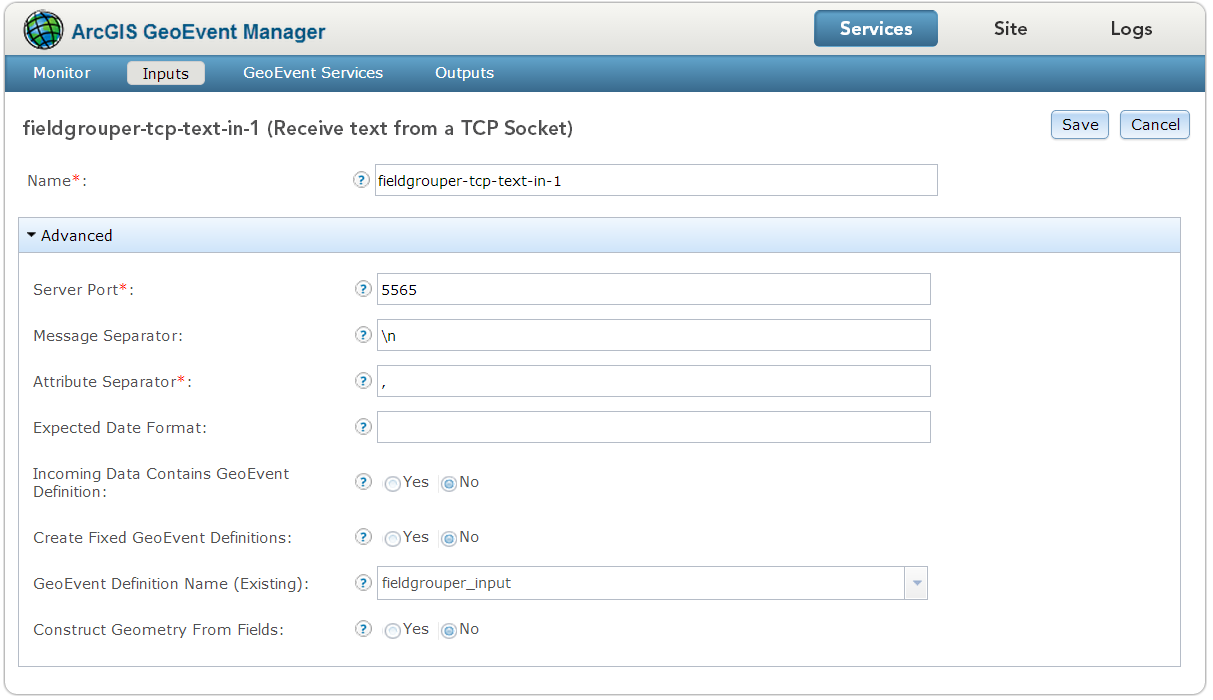 ArcGIS GeoEvent Manager
Services Site Logs
Monitor Inputs GeoEvent Services Outputs
fieldgrouper-tcp-text-in-1 (Receive text from a TCP Socket)
Save Cancel
Name*: ? fieldgrouper-tcp-text-in-1
Advanced
Server Port*: ? 5565
Message Separator: ? \n
Attribute Separator*: ? ,
Expected Date Format: ?
Incoming Data Contains GeoEvent
Definition: ? Yes No
Create Fixed GeoEvent Definitions: ? Yes No
GeoEvent Definition Name (Existing): ? fieldgrouper_input
Construct Geometry From Fields: ? Yes No